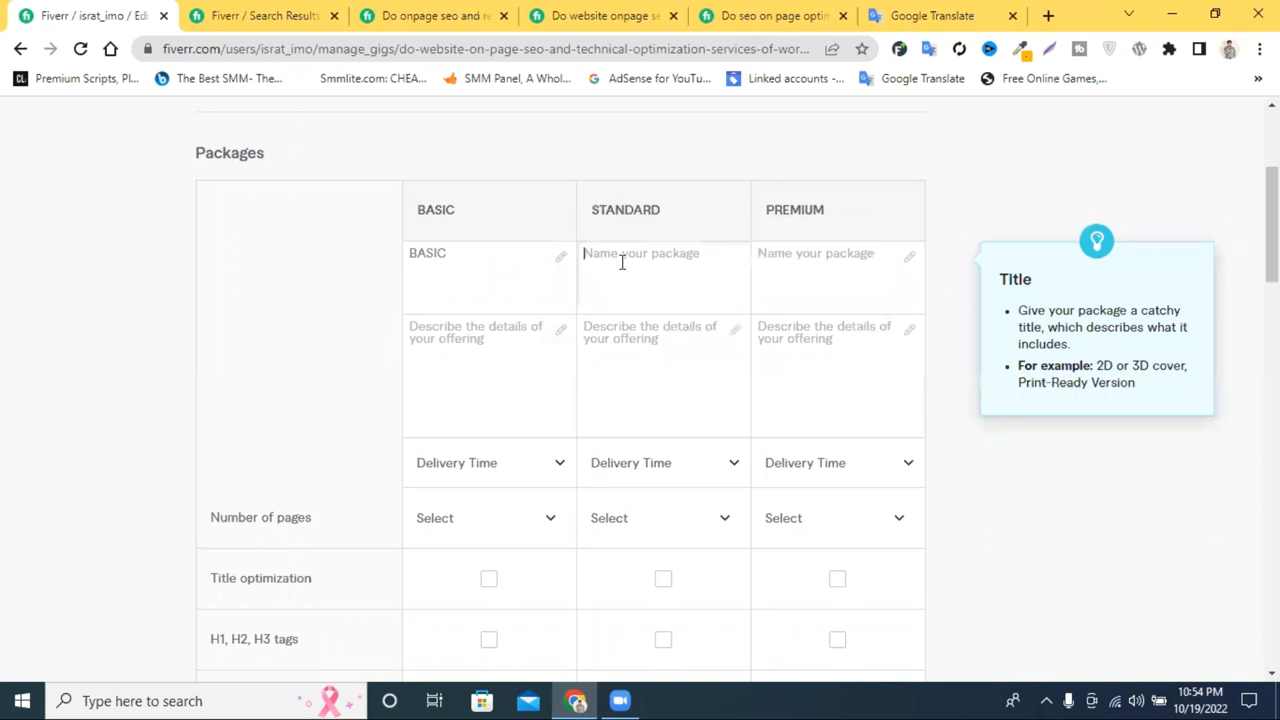 Fiverr / israt_imo / Edi
Fiverr / Search Results
Do onpage seo and re
Do website onpage se
Do seo on page optim
Google Translate
fiverr.com/users/israt_imo/manage_gigs/do-website-on-page-seo-and-technical-optimization-services-of-wor...
Premium Scripts, Pl...
The Best SMM- The...
Smmlite.com: CHEA...
SMM Panel, A Whol...
AdSense for YouTu...
Linked accounts -...
Google Translate
Free Online Games,...
»
Packages
BASIC STANDARD PREMIUM
BASIC Name your package Name your package
Describe the details of your offering
Describe the details of your offering
Describe the details of your offering
Delivery Time Delivery Time Delivery Time
Number of pages Select Select Select
Title optimization
H1, H2, H3 tags
Title
• Give your package a catchy
title, which describes what it
includes.
• For example: 2D or 3D cover,
Print-Ready Version
Type here to search
10:54 PM
10/19/2022